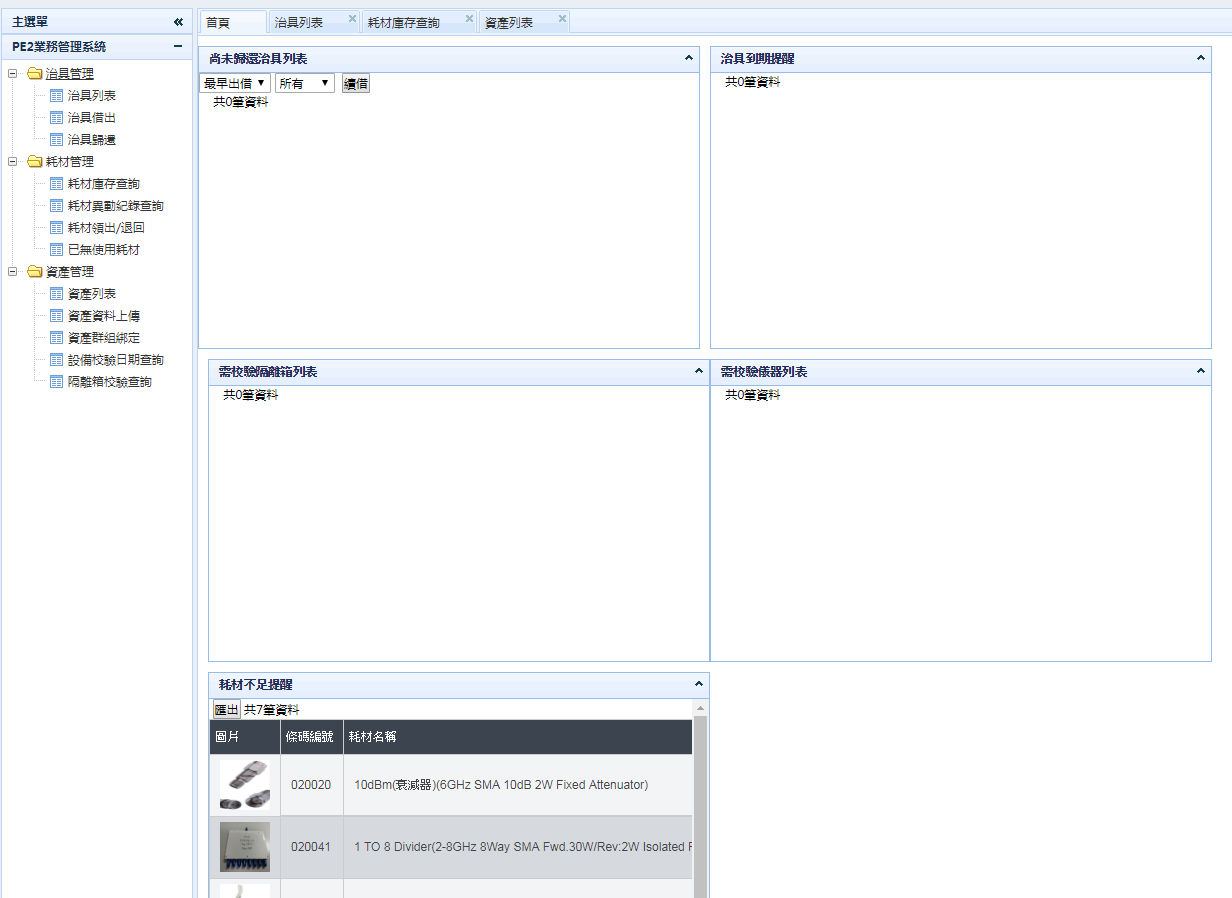 主選單
PE2業務管理系統
治具管理
治具列表
治具借出
治具歸還
耗材管理
耗材庫存查詢
耗材異動紀錄查詢
耗材領出/退回
已無使用耗材
資產管理
資產列表
資產資料上傳
資產群組綁定
設備校驗日期查詢
隔離箱校驗查詢
首頁 治具列表 耗材庫存查詢 資產列表
尚未歸還治具列表
最早出借 所有 續借
共0筆資料
治具到期提醒
共0筆資料
需校驗隔離箱列表
共0筆資料
需校驗儀器列表
共0筆資料
耗材不足提醒
匯出 共7筆資料
圖片 條碼編號 耗材名稱
020020 10dBm(衰減器)(6GHz SMA 10dB 2W Fixed Attenuator)
020041 1 TO 8 Divider(2-8GHz 8Way SMA Fwd.30W/Rev:2W Isolated